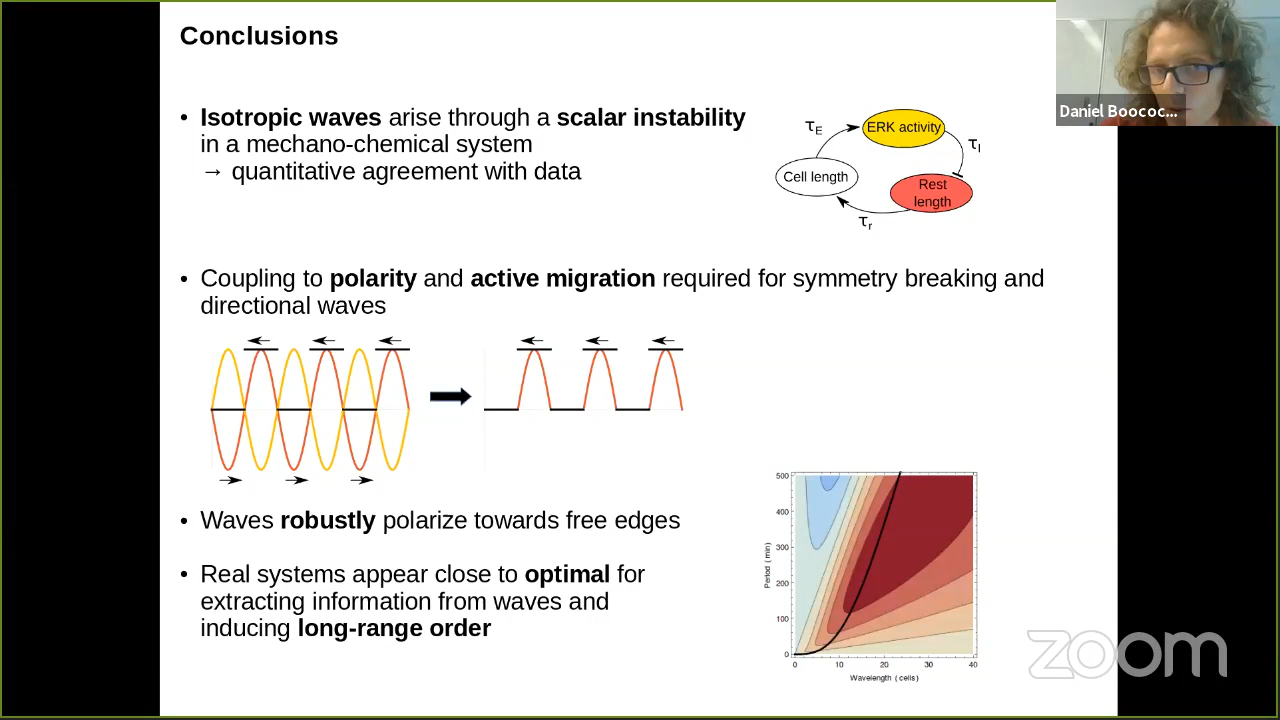 Conclusions
Daniel Boococ...
• Isotropic waves arise through a scalar instability
in a mechano-chemical system
→ quantitative agreement with data
τE
ERK activity
τl
Cell length
Rest
length
τr
• Coupling to polarity and active migration required for symmetry breaking and
directional waves
• Waves robustly polarize towards free edges
• Real systems appear close to optimal for
extracting information from waves and
inducing long-range order
500
400
300
200
100
0
Period ( min)
0 10 20 30 40
Wavelength ( cells)
zoom